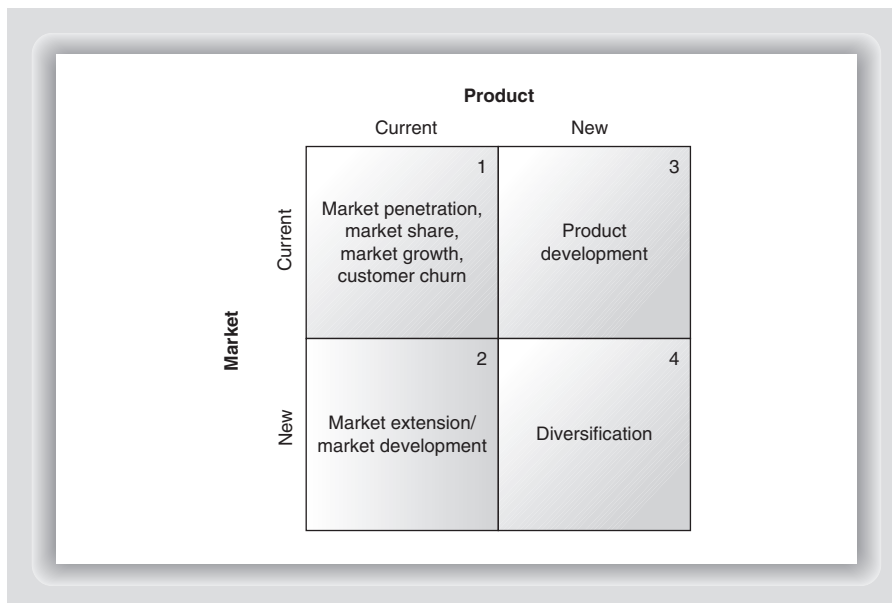 Product
Current
New
Market
Current
New
1
Market penetration,
market share,
market growth,
customer churn
3
Product
development
2
Market extension/
market development
4
Diversification